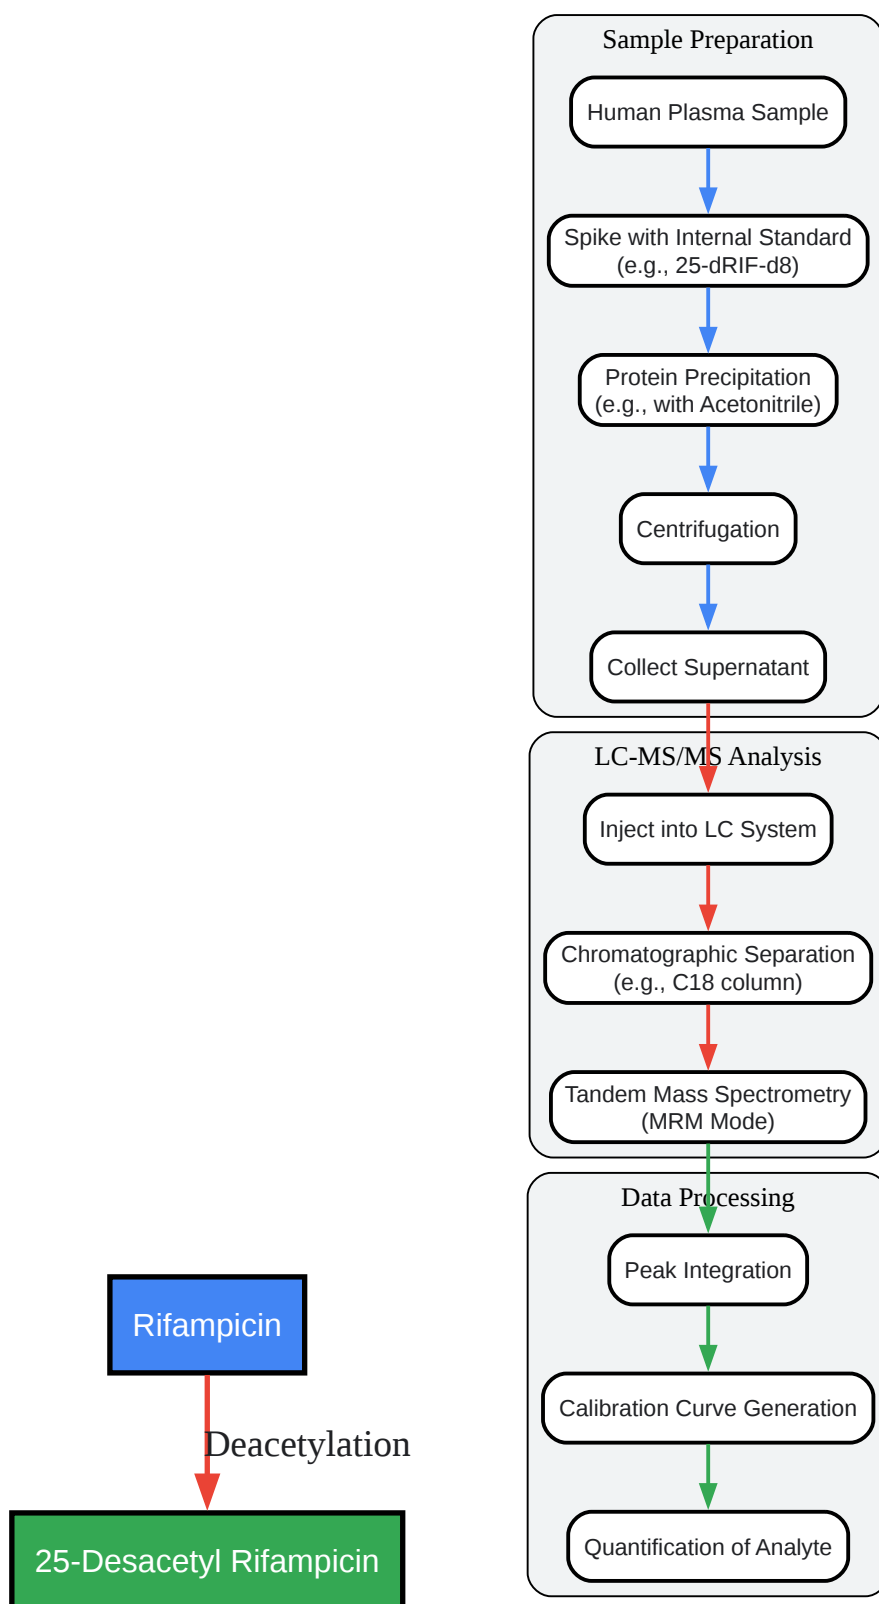 Sample Preparation
Human Plasma Sample
Spike with Internal Standard
(e.g., 25-dRIF-d8)
Protein Precipitation
(e.g., with Acetonitrile)
Centrifugation
Collect Supernatant
LC-MS/MS Analysis
Inject into LC System
Chromatographic Separation
(e.g., C18 column)
Tandem Mass Spectrometry
(MRM Mode)
Data Processing
Peak Integration
Calibration Curve Generation
Quantification of Analyte
Rifampicin
Deacetylation
25-Desacetyl Rifampicin